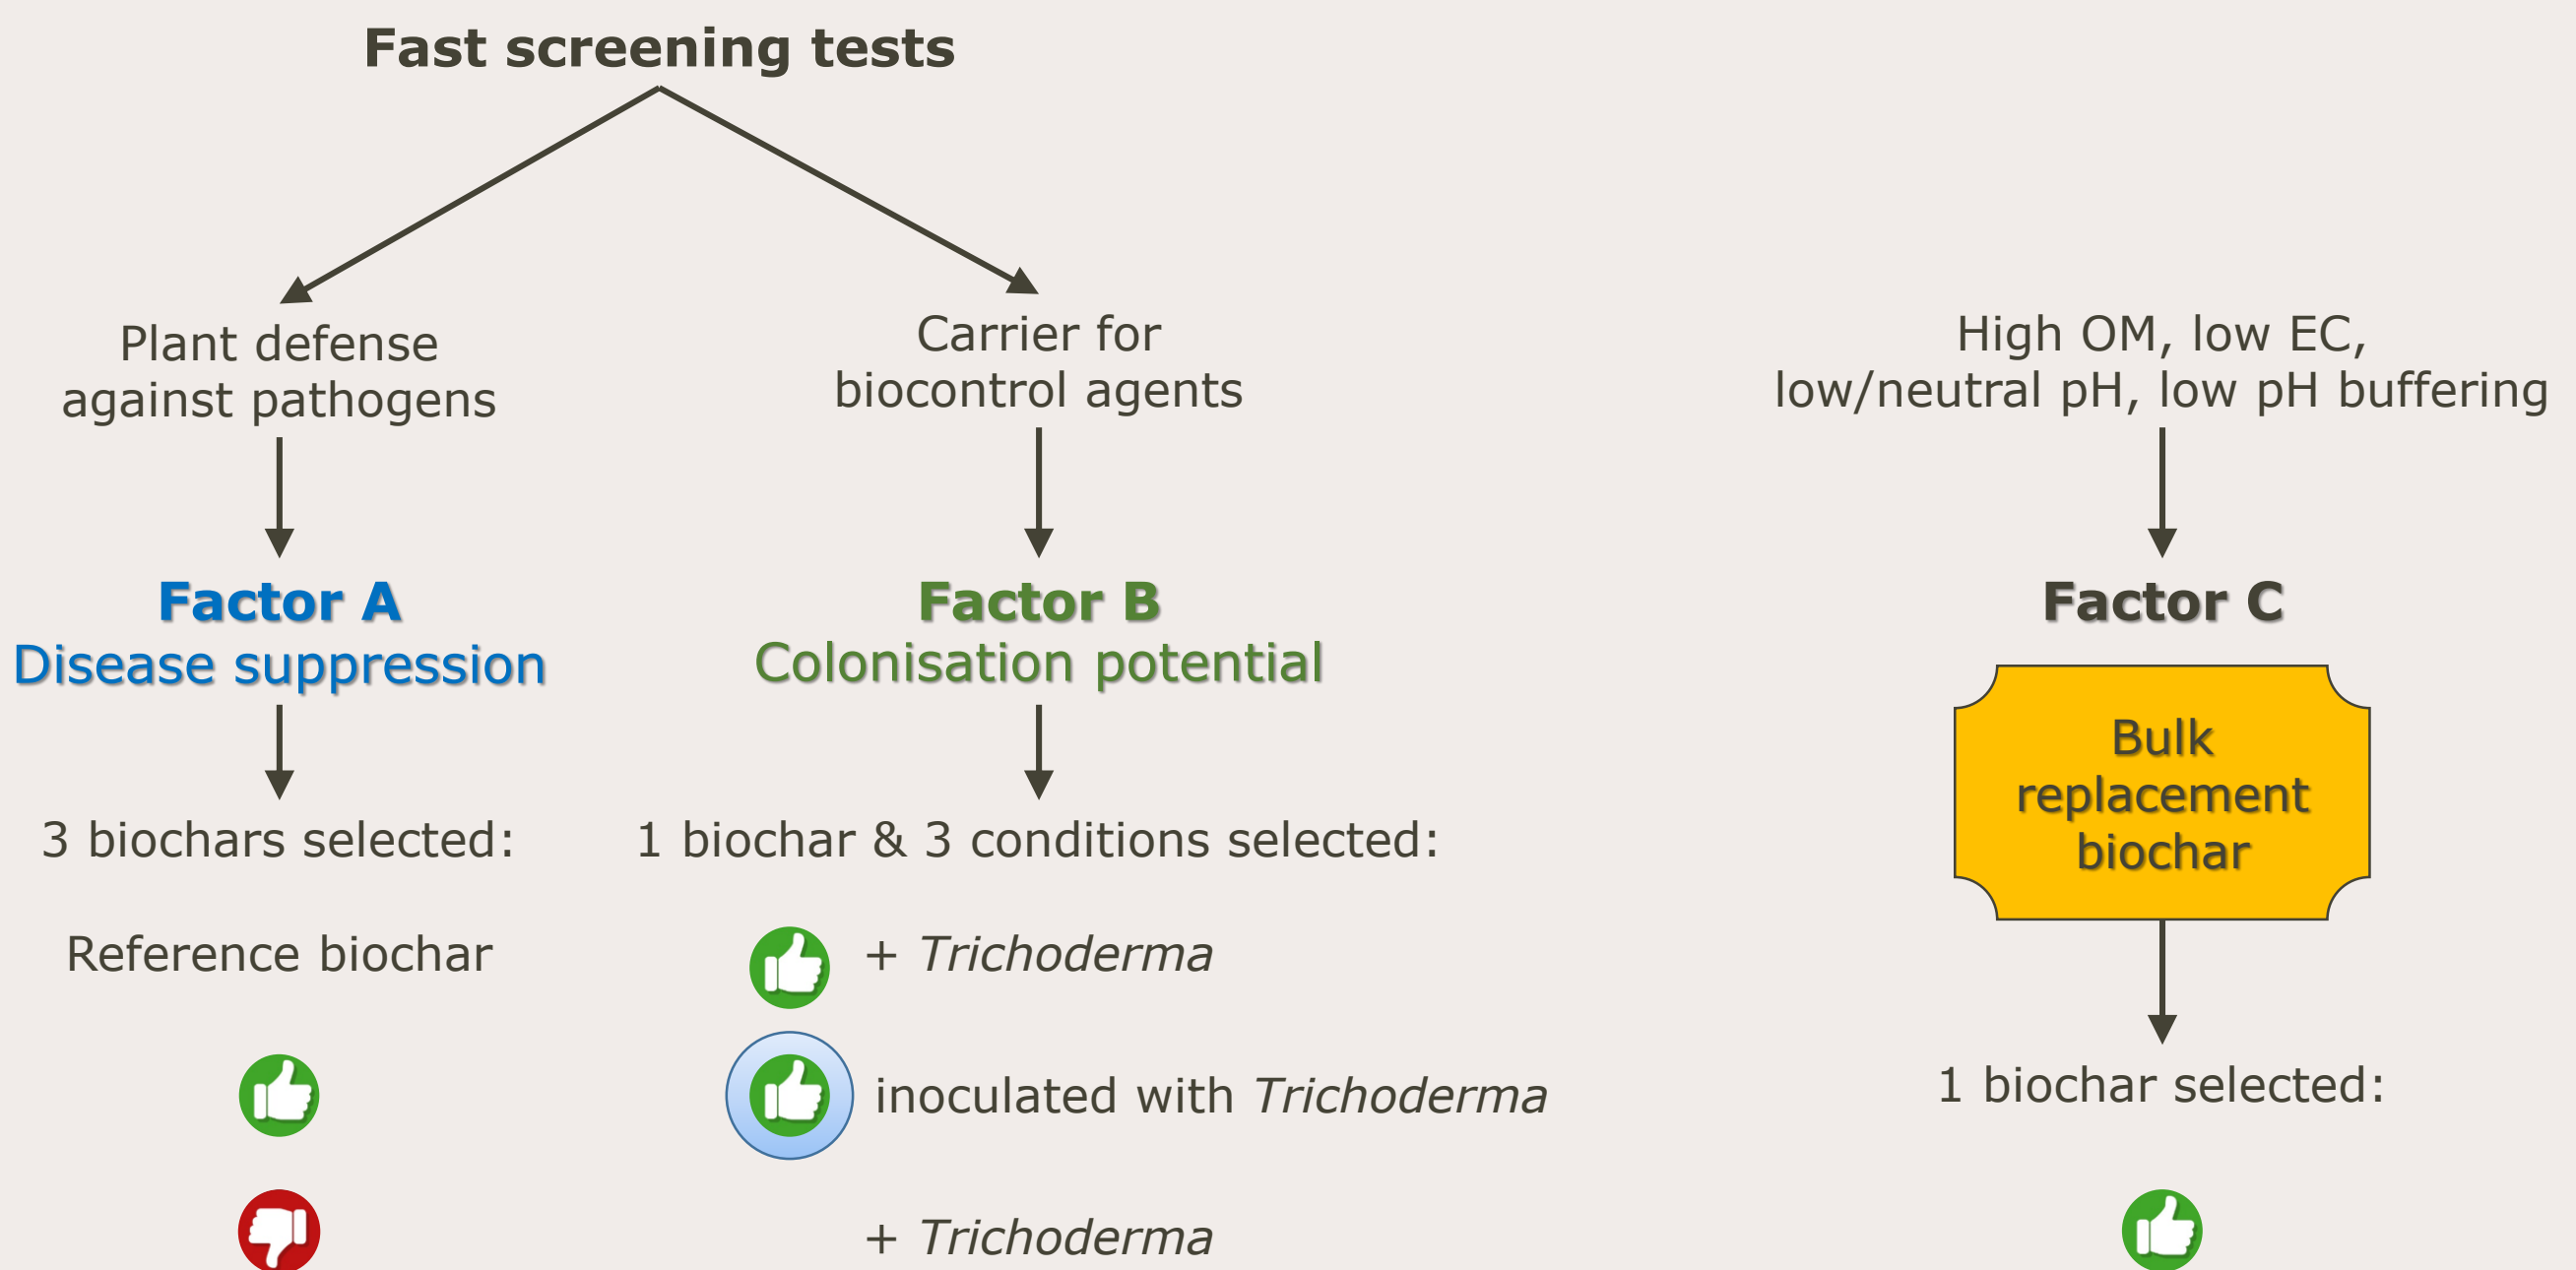 Fast screening tests
Plant defense
against pathogens
Carrier for
biocontrol agents
High OM, low EC,
low/neutral pH, low pH buffering
Factor A
Disease suppression
Factor B
Colonisation potential
Factor C
Bulk
replacement
biochar
3 biochars selected:
Reference biochar
1 biochar & 3 conditions selected:
+ Trichoderma
inoculated with Trichoderma
+ Trichoderma
1 biochar selected: